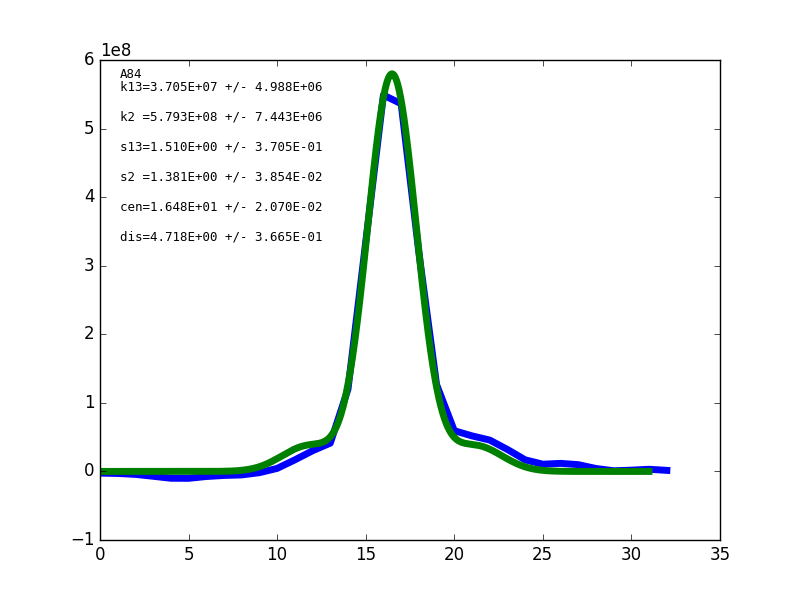 1e8
6
A84
k13=3.705E+07 +/- 4.988E+06
k2 =5.793E+08 +/- 7.443E+06
5
s13=1.510E+00 +/- 3.705E-01
s2 =1.381E+00 +/- 3.854E-02
4
cen=1.648E+01 +/- 2.070E-02
dis=4.718E+00 +/- 3.665E-01
3
2
1
0
−1
0 5 10 15 20 25 30 35